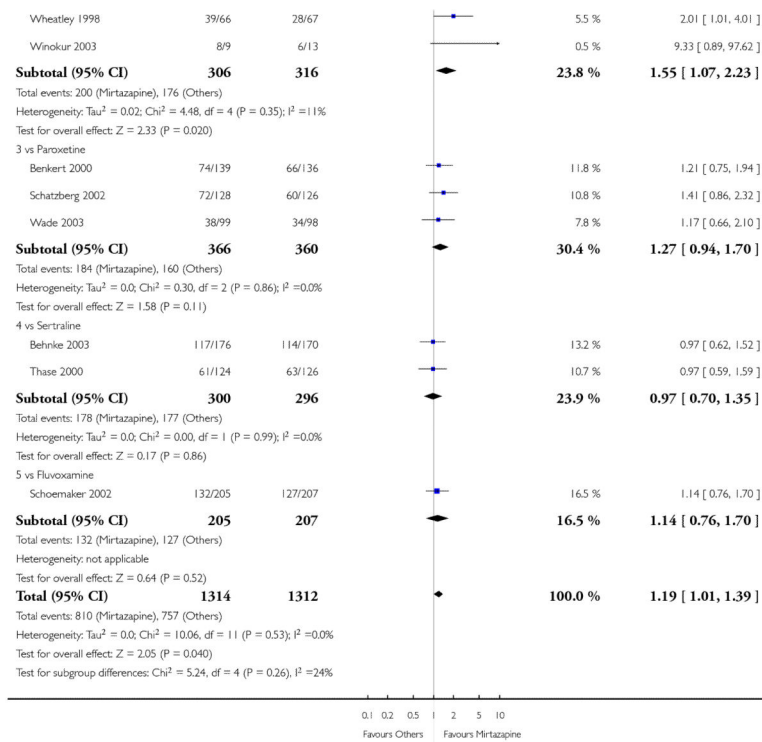 Wheatley 1998 39/66 28/67 5.5 % 2.01 [ 1.01, 4.01 ]
Winokur 2003 8/9 6/13 0.5 % 9.33 [ 0.89, 97.62 ]
Subtotal (95% CI) 306 316 23.8 % 1.55 [ 1.07, 2.23 ]
Total events: 200 (Mirtazapine), 176 (Others)
Heterogeneity: Tau² = 0.02; Chi² = 4.48, df = 4 (P = 0.35); I² =11%
Test for overall effect: Z = 2.33 (P = 0.020)
3 vs Paroxetine
Benkert 2000 74/139 66/136 11.8 % 1.21 [ 0.75, 1.94 ]
Schatzberg 2002 72/128 60/126 10.8 % 1.41 [ 0.86, 2.32 ]
Wade 2003 38/99 34/98 7.8 % 1.17 [ 0.66, 2.10 ]
Subtotal (95% CI) 366 360 30.4 % 1.27 [ 0.94, 1.70 ]
Total events: 184 (Mirtazapine), 160 (Others)
Heterogeneity: Tau² = 0.0; Chi² = 0.30, df = 2 (P = 0.86); I² =0.0%
Test for overall effect: Z = 1.58 (P = 0.11)
4 vs Sertraline
Behnke 2003 117/176 114/170 13.2 % 0.97 [ 0.62, 1.52 ]
Thase 2000 61/124 63/126 10.7 % 0.97 [ 0.59, 1.59 ]
Subtotal (95% CI) 300 296 23.9 % 0.97 [ 0.70, 1.35 ]
Total events: 178 (Mirtazapine), 177 (Others)
Heterogeneity: Tau² = 0.0; Chi² = 0.00, df = 1 (P = 0.99); I² =0.0%
Test for overall effect: Z = 0.17 (P = 0.86)
5 vs Fluvoxamine
Schoemaker 2002 132/205 127/207 16.5 % 1.14 [ 0.76, 1.70 ]
Subtotal (95% CI) 205 207 16.5 % 1.14 [ 0.76, 1.70 ]
Total events: 132 (Mirtazapine), 127 (Others)
Heterogeneity: not applicable
Test for overall effect: Z = 0.64 (P = 0.52)
Total (95% CI) 1314 1312 100.0 % 1.19 [ 1.01, 1.39 ]
Total events: 810 (Mirtazapine), 757 (Others)
Heterogeneity: Tau² = 0.0; Chi² = 10.06, df = 11 (P = 0.53); I² =0.0%
Test for overall effect: Z = 2.05 (P = 0.040)
Test for subgroup differences: Chi² = 5.24, df = 4 (P = 0.26), I² =24%
0.1 0.2 0.5 1 2 5 10
Favours Others Favours Mirtazapine